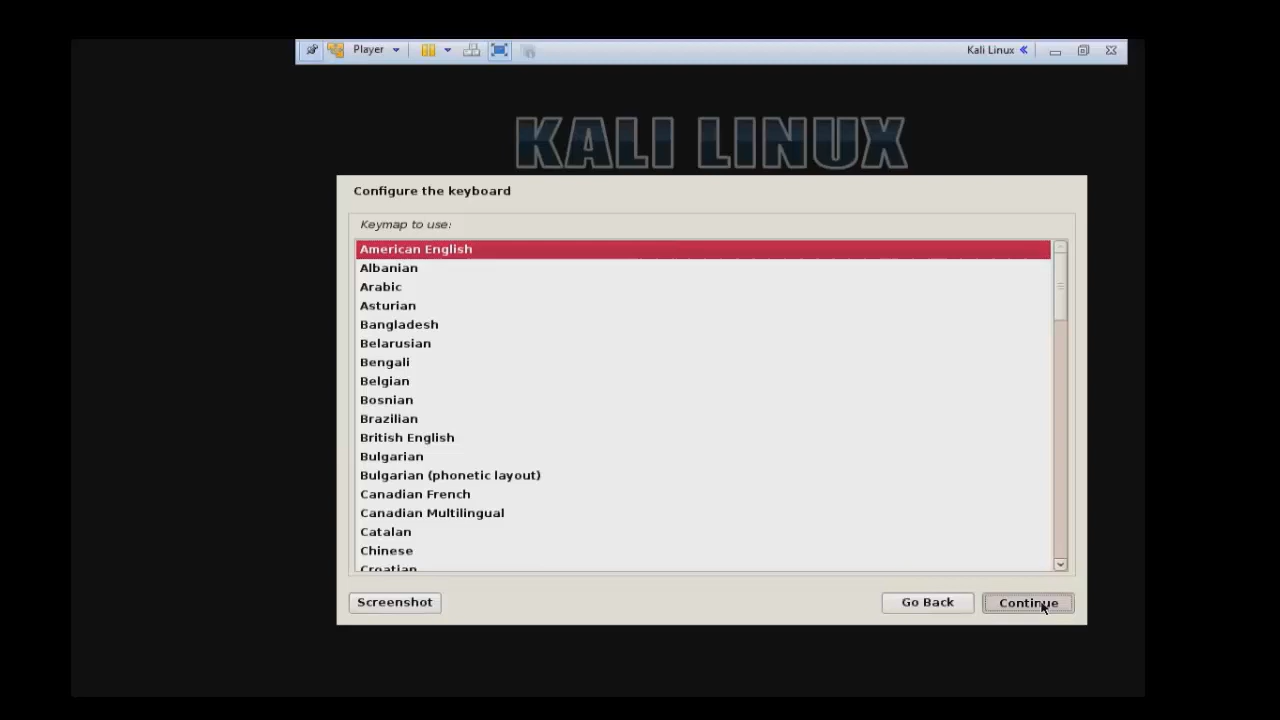 Player
Kali Linux
KALI LINUX
Configure the keyboard
Keymap to use:
American English
Albanian
Arabic
Asturian
Bangladesh
Belarusian
Bengali
Belgian
Bosnian
Brazilian
British English
Bulgarian
Bulgarian (phonetic layout)
Canadian French
Canadian Multilingual
Catalan
Chinese
Croatian
Screenshot
Go Back
Continue